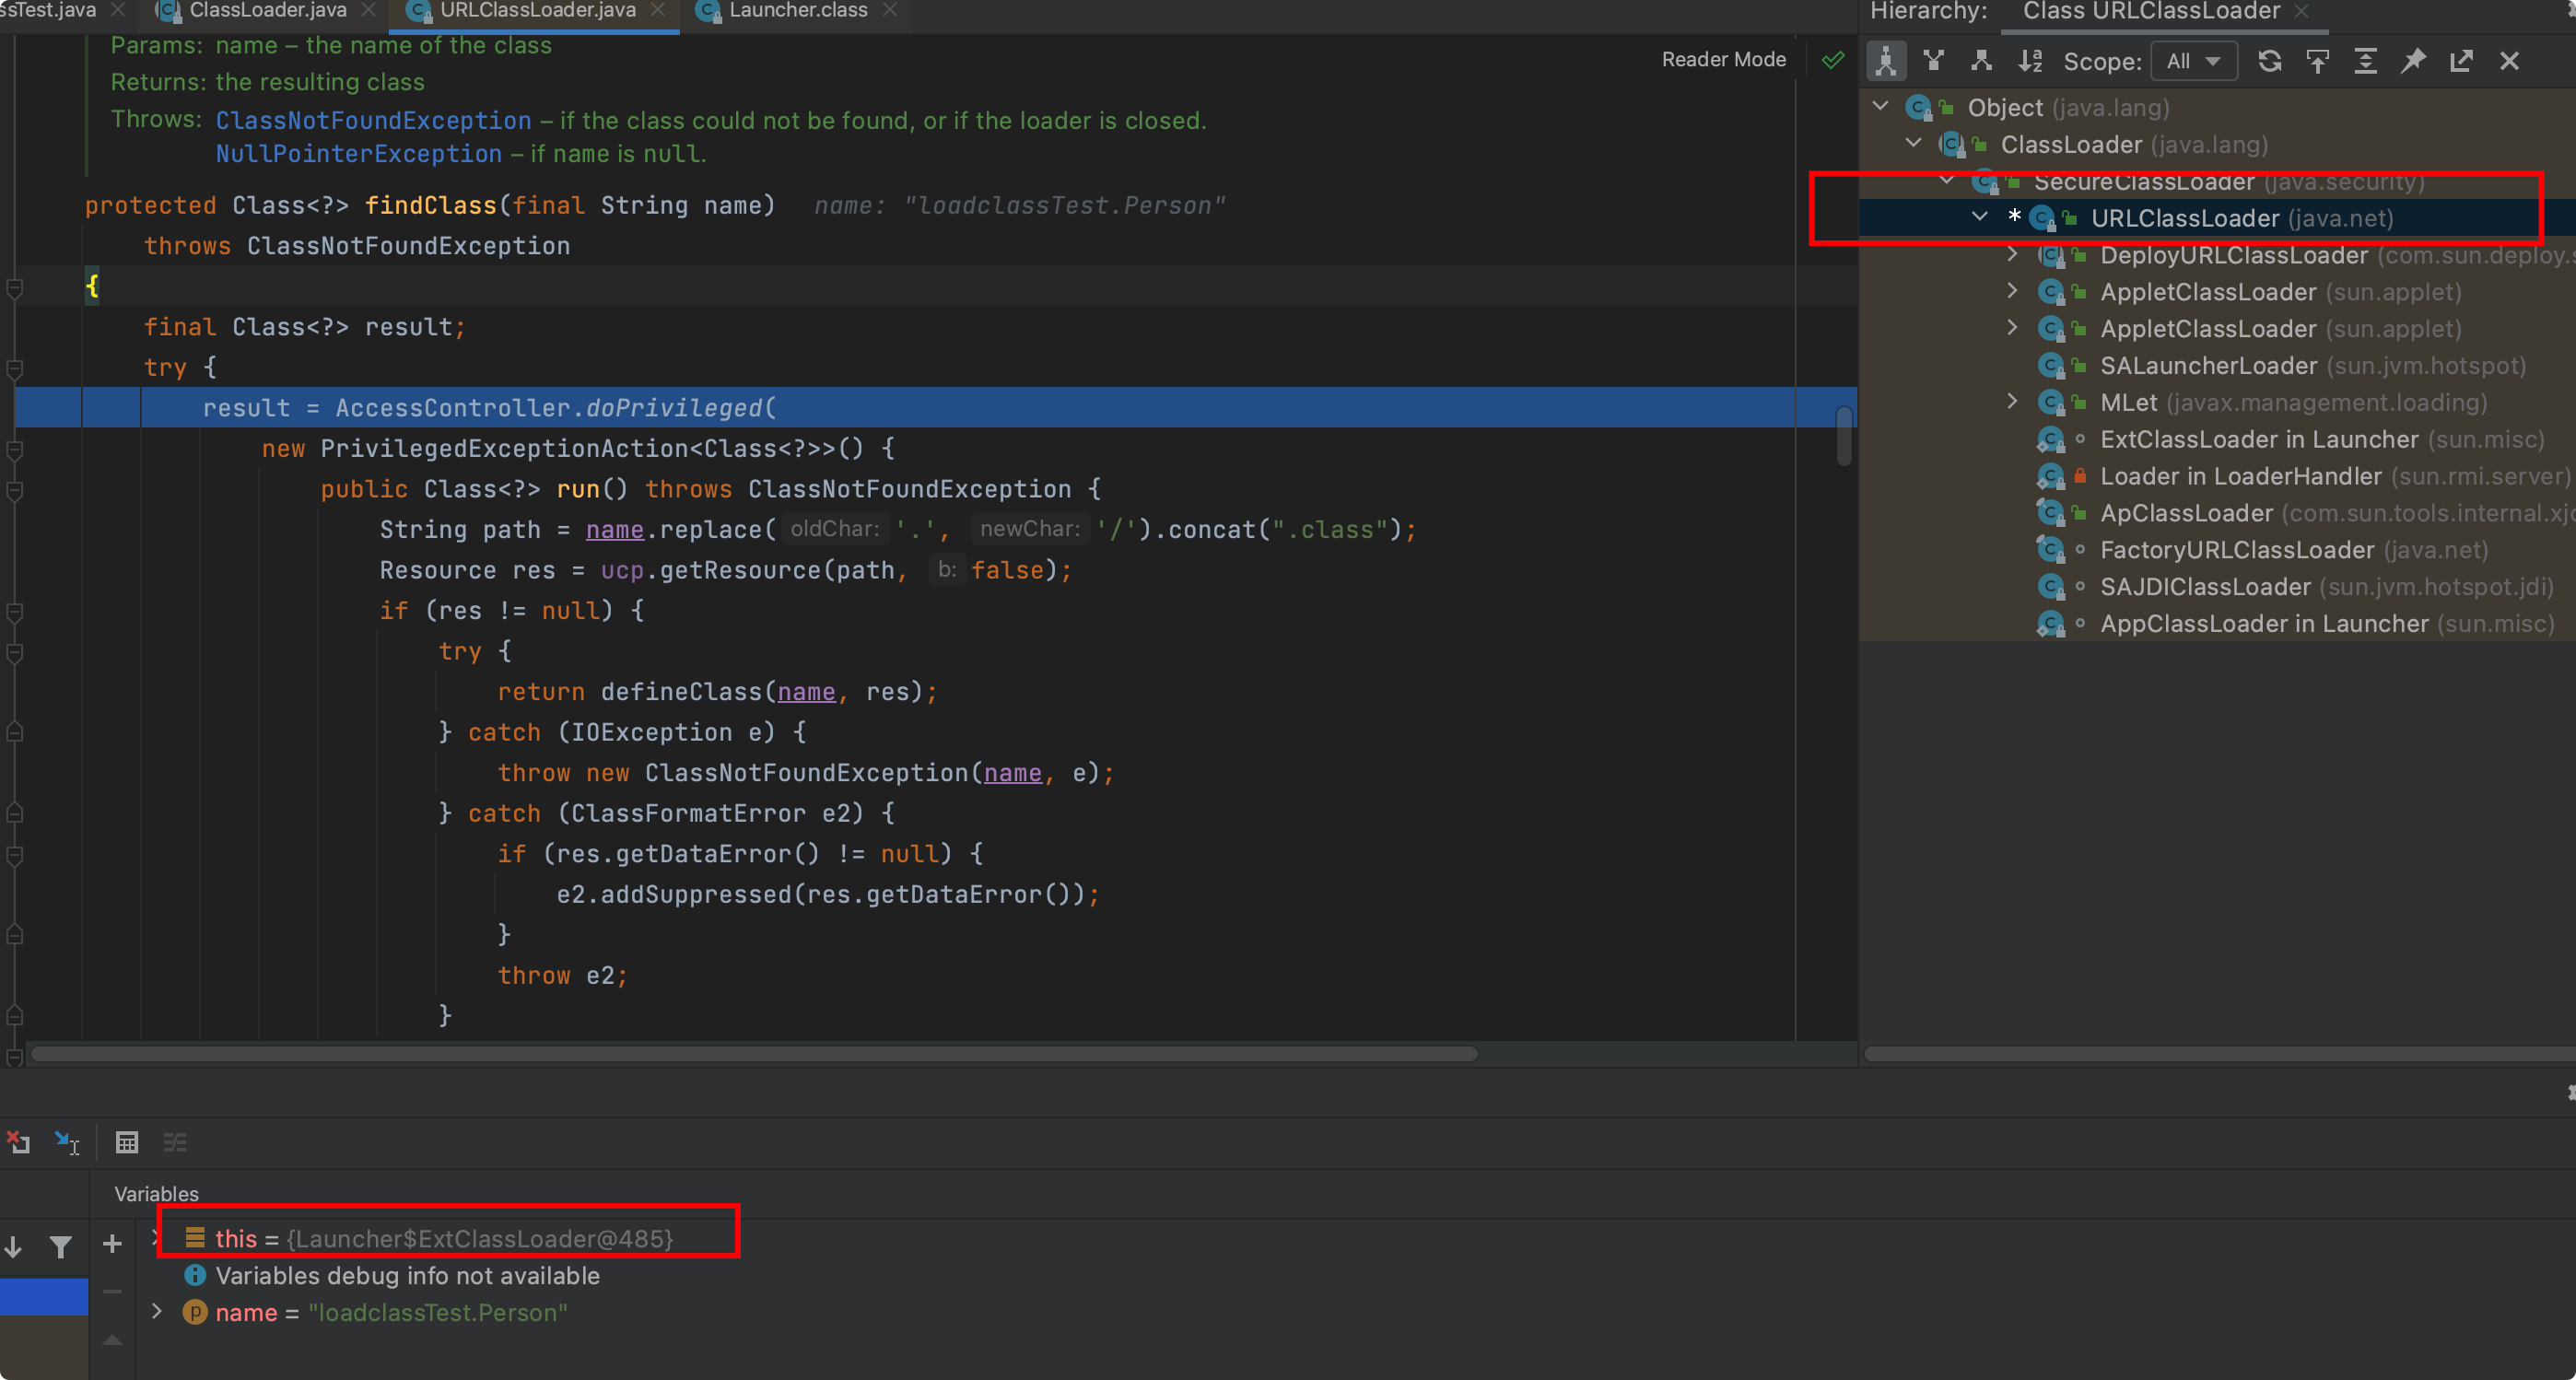 ssTest.java ClassLoader.java URLClassLoader.java Launcher.class
Params: name – the name of the class
Returns: the resulting class
Throws: ClassNotFoundException – if the class could not be found, or if the loader is closed.
NullPointerException – if name is null.
Reader Mode
protected Class<?> findClass(final String name) name: "loadclassTest.Person"
throws ClassNotFoundException
{
final Class<?> result;
try {
result = AccessController.doPrivileged(
new PrivilegedExceptionAction<Class<?>>() {
public Class<?> run() throws ClassNotFoundException {
String path = name.replace( oldChar: '.', newChar: '/').concat(".class");
Resource res = ucp.getResource(path, b: false);
if (res != null) {
try {
return defineClass(name, res);
} catch (IOException e) {
throw new ClassNotFoundException(name, e);
} catch (ClassFormatError e2) {
if (res.getDataError() != null) {
e2.addSuppressed(res.getDataError());
}
throw e2;
}
Hierarchy: Class URLClassLoader
Scope: All
Object (java.lang)
ClassLoader (java.lang)
SecureClassLoader (java.security)
* URLClassLoader (java.net)
DeployURLClassLoader (com.sun.deploy.s
AppletClassLoader (sun.applet)
AppletClassLoader (sun.applet)
SALauncherLoader (sun.jvm.hotspot)
MLet (javax.management.loading)
ExtClassLoader in Launcher (sun.misc)
Loader in LoaderHandler (sun.rmi.server)
ApClassLoader (com.sun.tools.internal.xjc
FactoryURLClassLoader (java.net)
SAJDIClassLoader (sun.jvm.hotspot.jdi)
AppClassLoader in Launcher (sun.misc)
Variables
this = {Launcher$ExtClassLoader@485}
Variables debug info not available
name = "loadclassTest.Person"